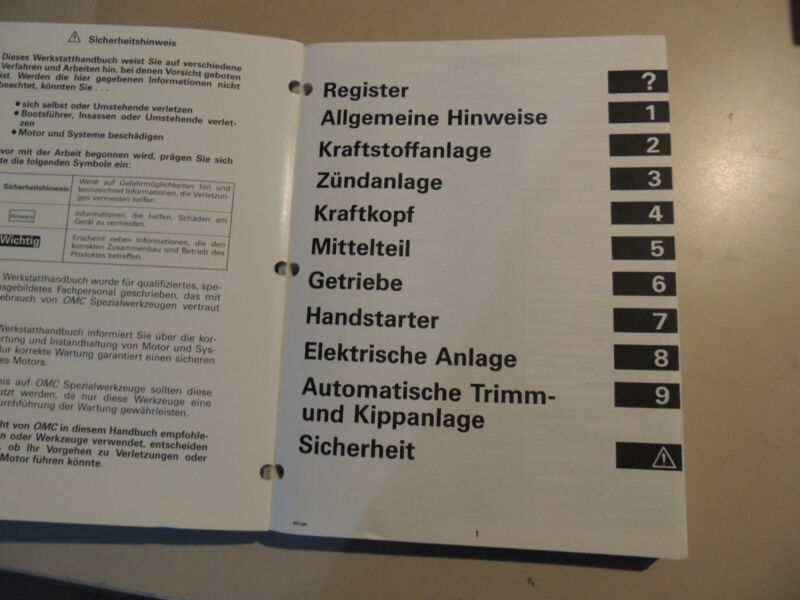 Sicherheitshinweis
Dieses Werkstatthandbuch weist Sie auf verschiedene
Verfahren und Arbeiten hin, bei denen Vorsicht geboten
ist. Werden die hier gegebenen Informationen nicht
beachtet, könnten Sie . . .
• sich selbst oder Umstehende verletzen
• Bootsführer, Insassen oder Umstehende verlet-
zen
• Motor und Systeme beschädigen
vor mit der Arbeit begonnen wird, prägen Sie sich
te die folgenden Symbole ein:
Sicherheitshinweis
Weist auf Gefahrmöglichkeiten hin und
kennzeichnet Informationen, die Verletzun-
gen vermeiden helfen.
Hinweis
Informationen, die helfen, Schäden am
Gerät zu vermeiden.
Wichtig
Erscheint neben Informationen, die den
korrekten Zusammenbau und Betrieb des
Produktes betreffen.
Werkstatthandbuch wurde für qualifiziertes, spe-
usgebildetes Fachpersonal geschrieben, das mit
ebrauch von OMC Spezialwerkzeugen vertraut
Werkstatthandbuch informiert Sie über die kor-
artung und Instandhaltung von Motor und Sys-
Nur korrekte Wartung garantiert einen sicheren
es Motors.
eis auf OMC Spezialwerkzeuge sollten diese
utzt werden, da nur diese Werkzeuge eine
urchführung der Wartung gewährleisten.
ht von OMC in diesem Handbuch empfohle-
n oder Werkzeuge verwendet, entscheiden
, ob Ihr Vorgehen zu Verletzungen oder
Motor führen könnte.
Register ?
Allgemeine Hinweise 1
Kraftstoffanlage 2
Zündanlage 3
Kraftkopf 4
Mittelteil 5
Getriebe 6
Handstarter 7
Elektrische Anlage 8
Automatische Trimm- 9
und Kippanlage
Sicherheit
1